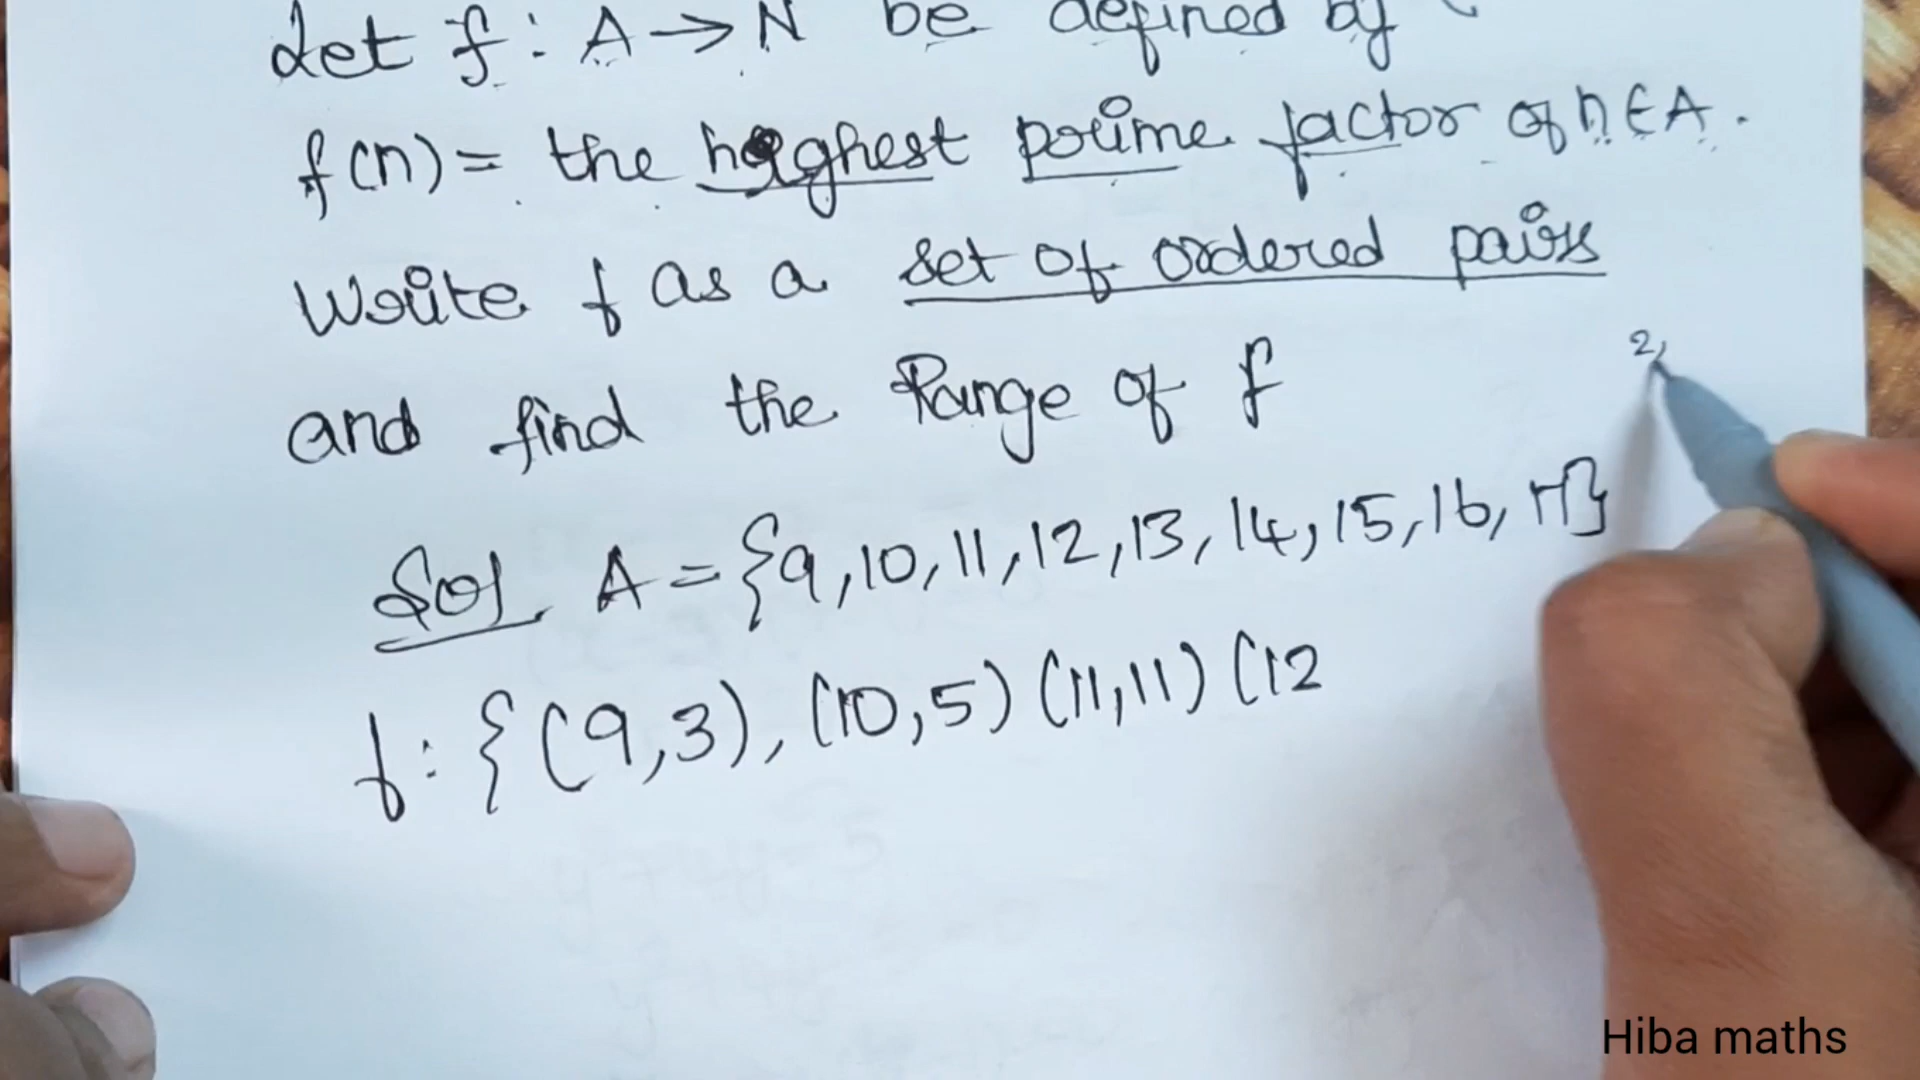 Let f : A → N be defined by
f(n) = the highest prime factor of n ∈ A.
Write f as a set of ordered pairs
and find the Range of f
2,
Sol A = {9, 10, 11, 12, 13, 14, 15, 16, 17}
f : { (9,3), (10,5) (11,11) (12
Hiba maths